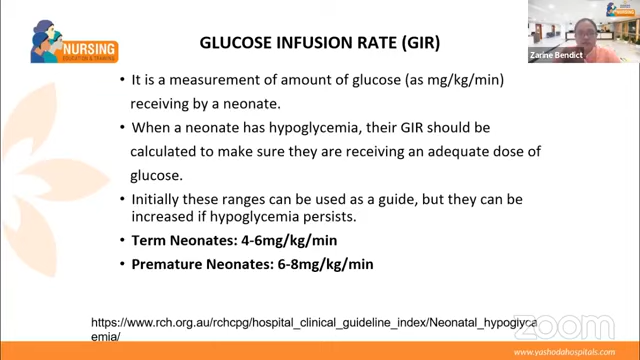 NURSING
EDUCATION & TRAINING
GLUCOSE INFUSION RATE (GIR)
Zarine Bendict
• It is a measurement of amount of glucose (as mg/kg/min)
receiving by a neonate.
• When a neonate has hypoglycemia, their GIR should be
calculated to make sure they are receiving an adequate dose of
glucose.
• Initially these ranges can be used as a guide, but they can be
increased if hypoglycemia persists.
• Term Neonates: 4-6mg/kg/min
• Premature Neonates: 6-8mg/kg/min
https://www.rch.org.au/rchcpg/hospital_clinical_guideline_index/Neonatal_hypoglyca
emia/
zoom
www.yashodahospitals.com